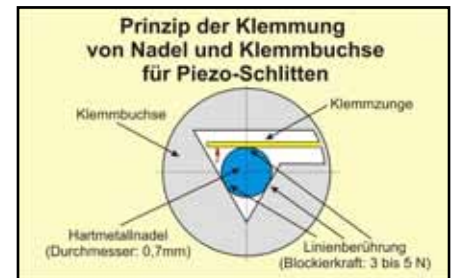 Prinzip der Klemmung
von Nadel und Klemmbuchse
für Piezo-Schlitten
Klemmbuchse
Klemmzunge
Hartmetallnadel
(Durchmesser: 0,7mm)
Linienberührung
(Blockierkraft: 3 bis 5 N)